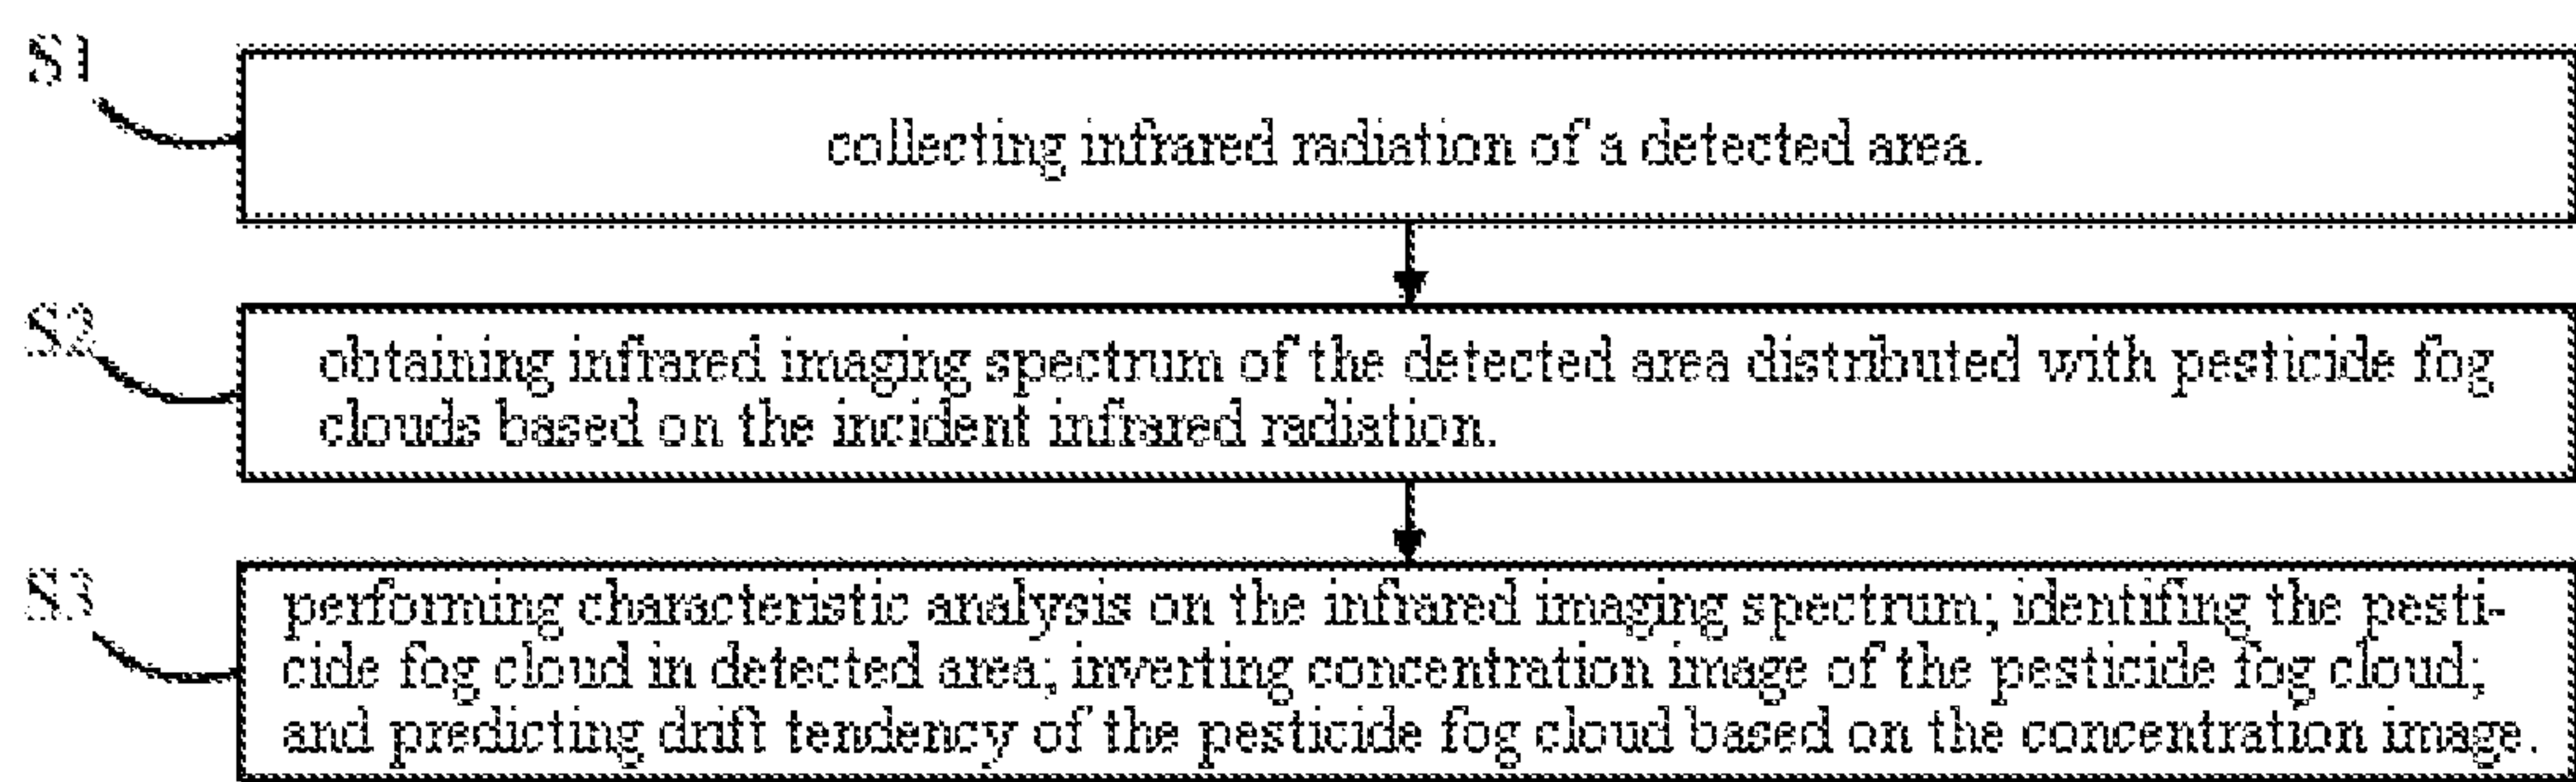 S1
collecting infrared radiation of a detected area.
S2
obtaining infrared imaging spectrum of the detected area distributed with pesticide fog
clouds based on the incident infrared radiation.
S3
performing characteristic analysis on the infrared imaging spectrum; identifing the pesti-
cide fog cloud in detected area; inverting concentration image of the pesticide fog cloud;
and predicting drift tendency of the pesticide fog cloud based on the concentration image.